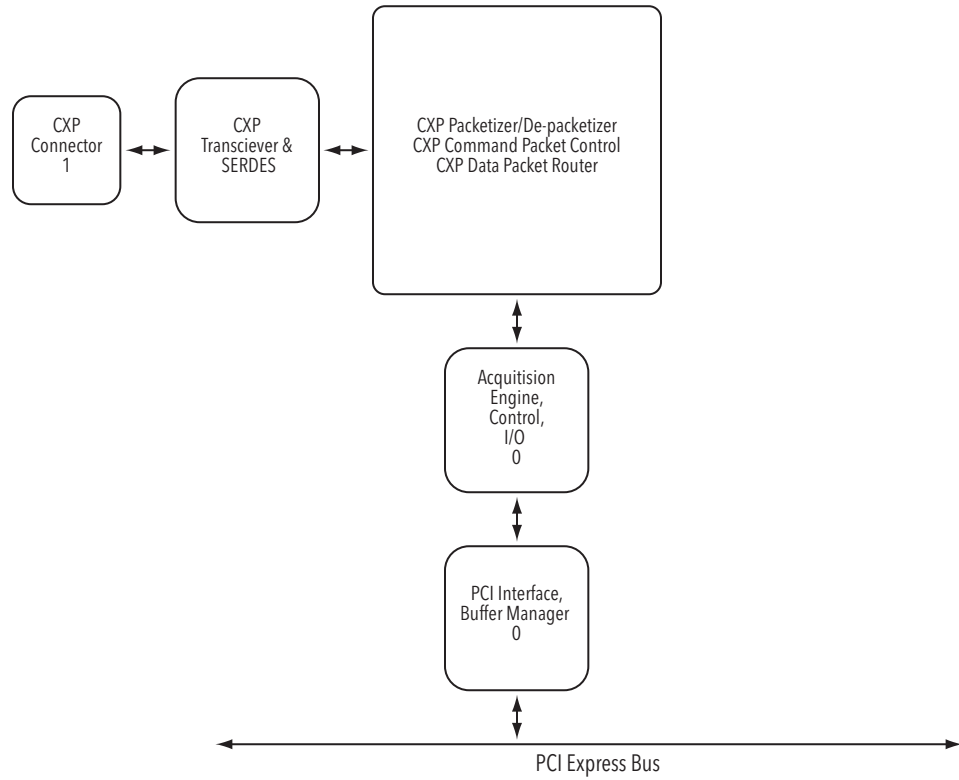 CXP
Connector
1
CXP
Transciever &
SERDES
CXP Packetizer/De-packetizer
CXP Command Packet Control
CXP Data Packet Router
Acquitision
Engine,
Control,
I/O
0
PCI Interface,
Buffer Manager
0
PCI Express Bus